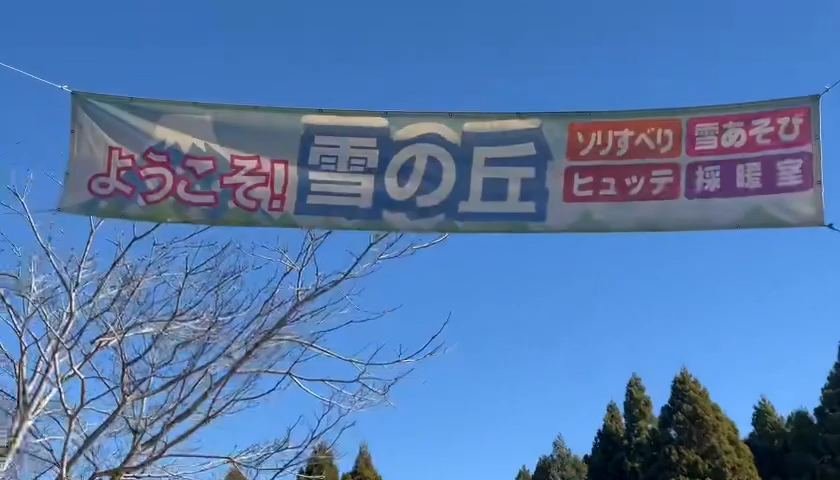 ようこそ!
雪の丘
ソリすべり
雪あそび
ヒュッテ
採暖室